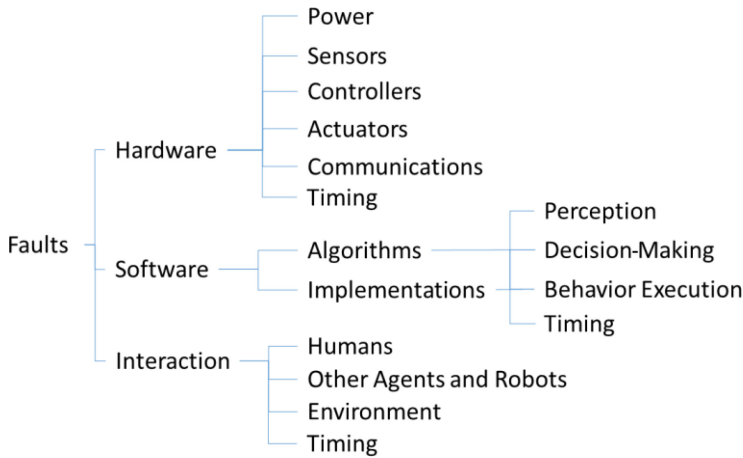 Faults
Hardware
Power
Sensors
Controllers
Actuators
Communications
Timing
Software
Algorithms
Implementations
Perception
Decision-Making
Behavior Execution
Timing
Interaction
Humans
Other Agents and Robots
Environment
Timing